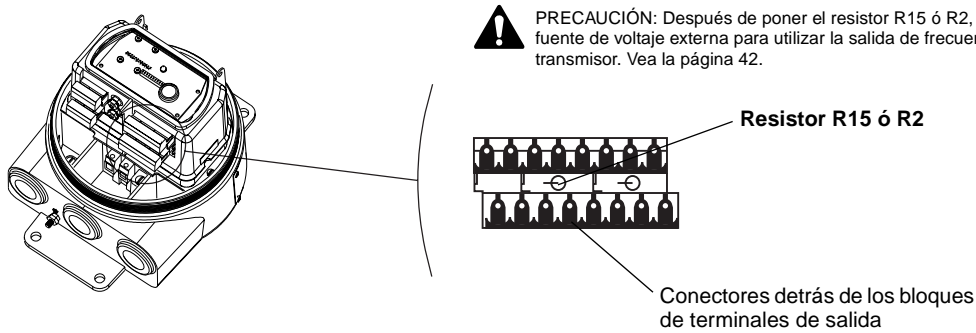 PRECAUCIÓN: Después de poner el resistor R15 ó R2,
fuente de voltaje externa para utilizar la salida de
transmisor. Vea la página 42.
Resistor R15 ó R2
Conectores detrás de los bloques
de terminales de salida